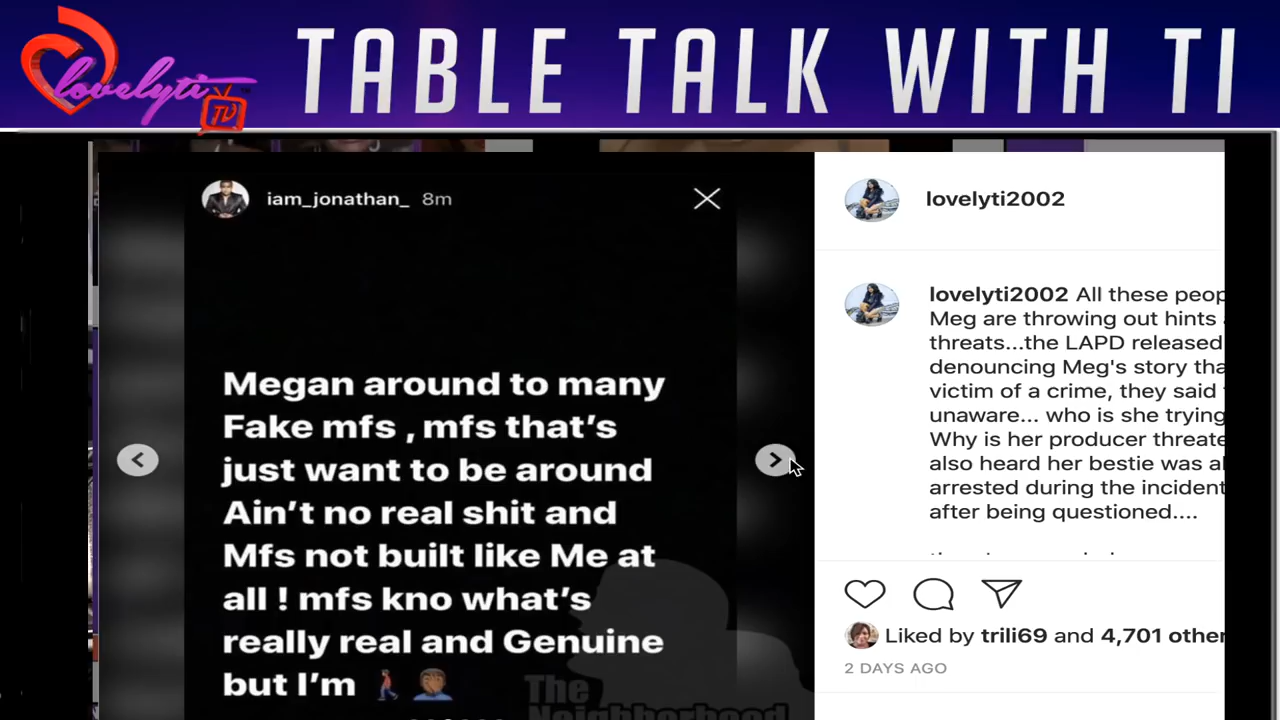 lovelyti TV
TABLE TALK WITH TI
iam_jonathan_ 8m
Megan around to many
Fake mfs , mfs that's
just want to be around
Ain't no real shit and
Mfs not built like Me at
all ! mfs kno what's
really real and Genuine
but I'm
The
Neighborhood
lovelyti2002
lovelyti2002 All these peop
Meg are throwing out hints
threats...the LAPD released
denouncing Meg's story tha
victim of a crime, they said
unaware... who is she trying
Why is her producer threate
also heard her bestie was al
arrested during the incident
after being questioned....
Liked by trili69 and 4,701 other
2 DAYS AGO